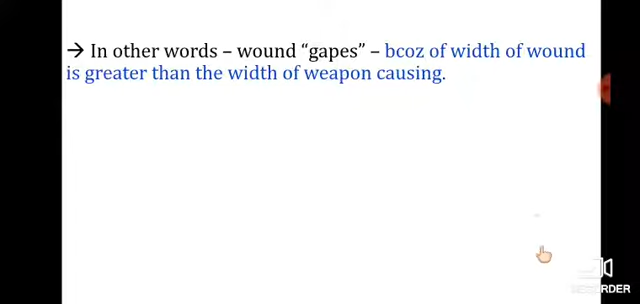 → In other words – wound “gapes” – bcoz of width of wound
is greater than the width of weapon causing.